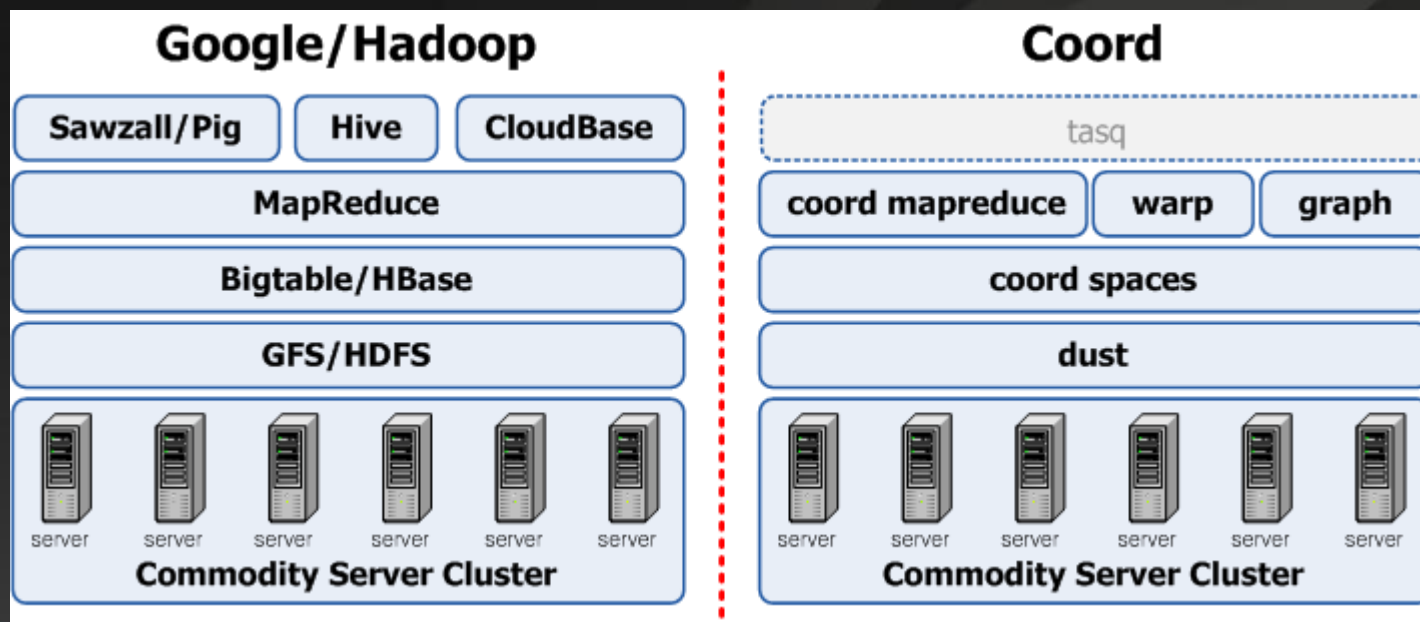 Google/Hadoop
Sawzall/Pig Hive CloudBase
MapReduce
Bigtable/HBase
GFS/HDFS
server server server server server server
Commodity Server Cluster
Coord
tasq
coord mapreduce warp graph
coord spaces
dust
server server server server server server
Commodity Server Cluster